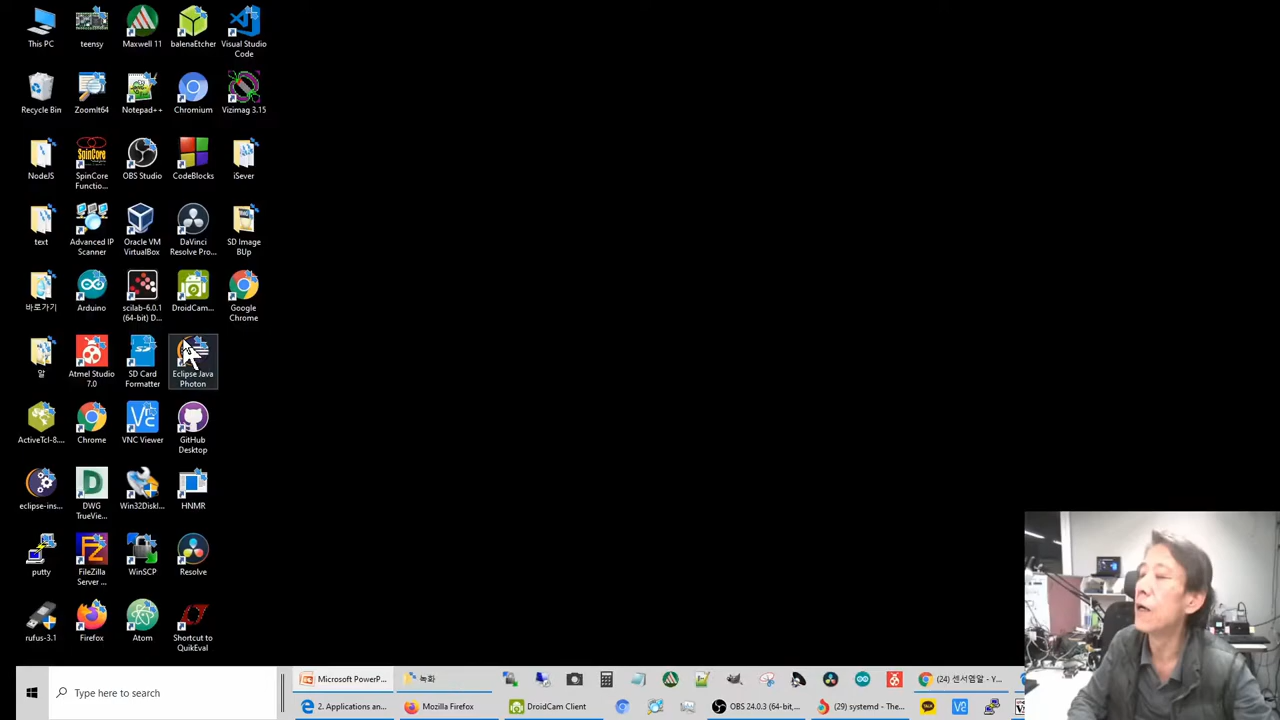 This PC
teensy
Maxwell 11
balenaEtcher
Visual Studio
Code
Recycle Bin
ZoomIt64
Notepad++
Chromium
Vizimag 3.15
NodeJS
SpinCore
Functio...
OBS Studio
CodeBlocks
iSever
text
Advanced IP
Scanner
Oracle VM
VirtualBox
DaVinci
Resolve Pro...
SD Image
BUp
바로가기
Arduino
scilab-6.0.1
(64-bit) D...
DroidCam...
Google
Chrome
말
Atmel Studio
7.0
SD Card
Formatter
Eclipse Java
Photon
ActiveTcl-8....
Chrome
VNC Viewer
GitHub
Desktop
eclipse-ins...
DWG
TrueVie...
Win32DiskI...
HNMR
putty
FileZilla
Server ...
WinSCP
Resolve
rufus-3.1
Firefox
Atom
Shortcut to
QuikEval
Type here to search
Microsoft PowerP...
녹화
(24) 센서엠알 - Y...
2. Applications an...
Mozilla Firefox
DroidCam Client
OBS 24.0.3 (64-bit,...
(29) systemd - The...